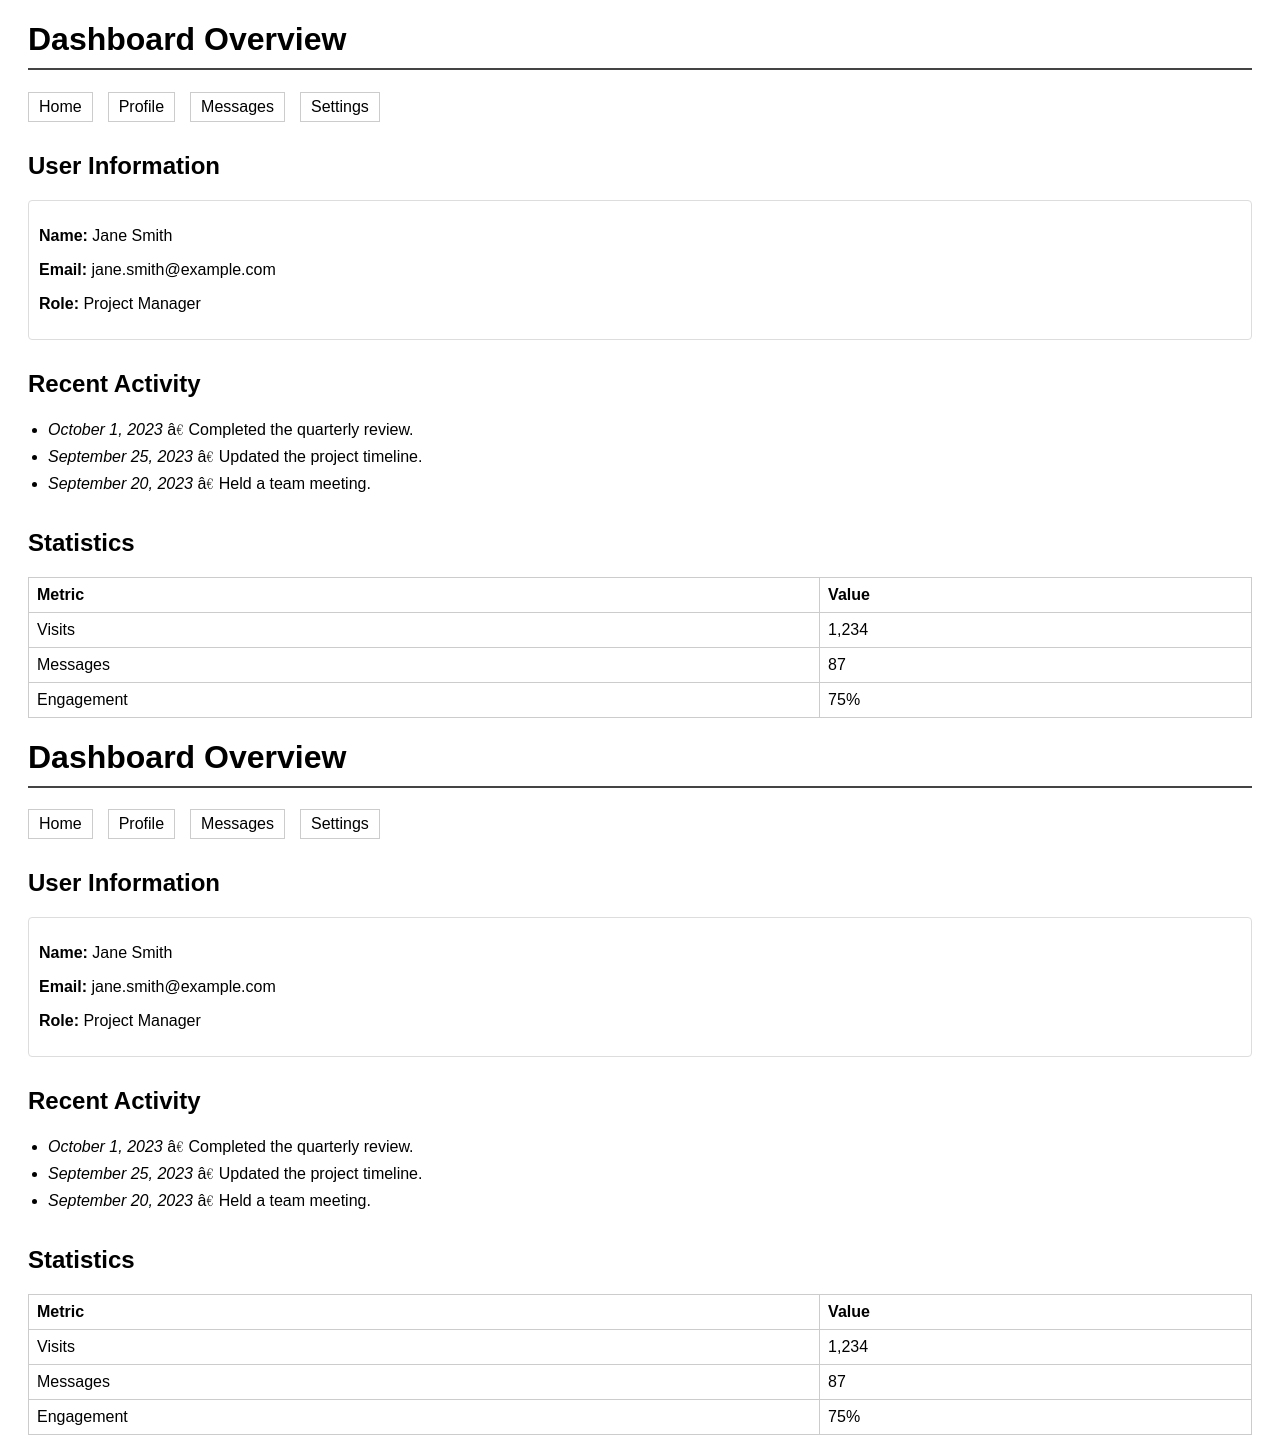 Dashboard Overview
Home Profile Messages Settings
User Information
Name: Jane Smith
Email: jane.smith@example.com
Role: Project Manager
Recent Activity
• October 1, 2023 â€ Completed the quarterly review.
• September 25, 2023 â€ Updated the project timeline.
• September 20, 2023 â€ Held a team meeting.
Statistics
Metric Value
Visits 1,234
Messages 87
Engagement 75%
Dashboard Overview
Home Profile Messages Settings
User Information
Name: Jane Smith
Email: jane.smith@example.com
Role: Project Manager
Recent Activity
• October 1, 2023 â€ Completed the quarterly review.
• September 25, 2023 â€ Updated the project timeline.
• September 20, 2023 â€ Held a team meeting.
Statistics
Metric Value
Visits 1,234
Messages 87
Engagement 75%